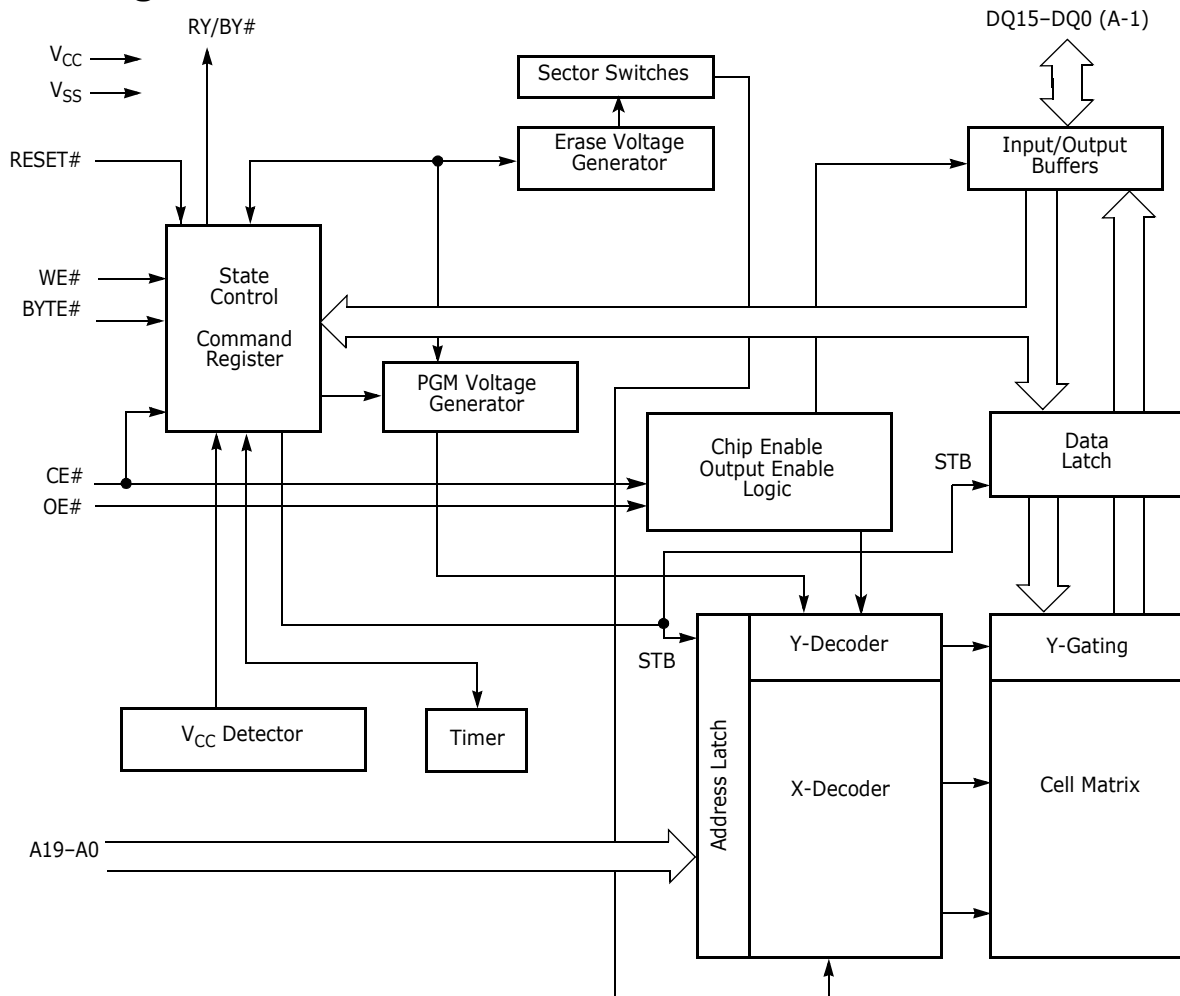 RY/BY#
DQ15–DQ0 (A-1)
VCC
VSS
Sector Switches
Erase Voltage
Generator
Input/Output
Buffers
RESET#
WE#
BYTE#
State
Control
Command
Register
PGM Voltage
Generator
Chip Enable
Output Enable
Logic
STB
Data
Latch
CE#
OE#
STB
Y-Decoder
Y-Gating
VCC Detector
Timer
Address Latch
X-Decoder
Cell Matrix
A19–A0